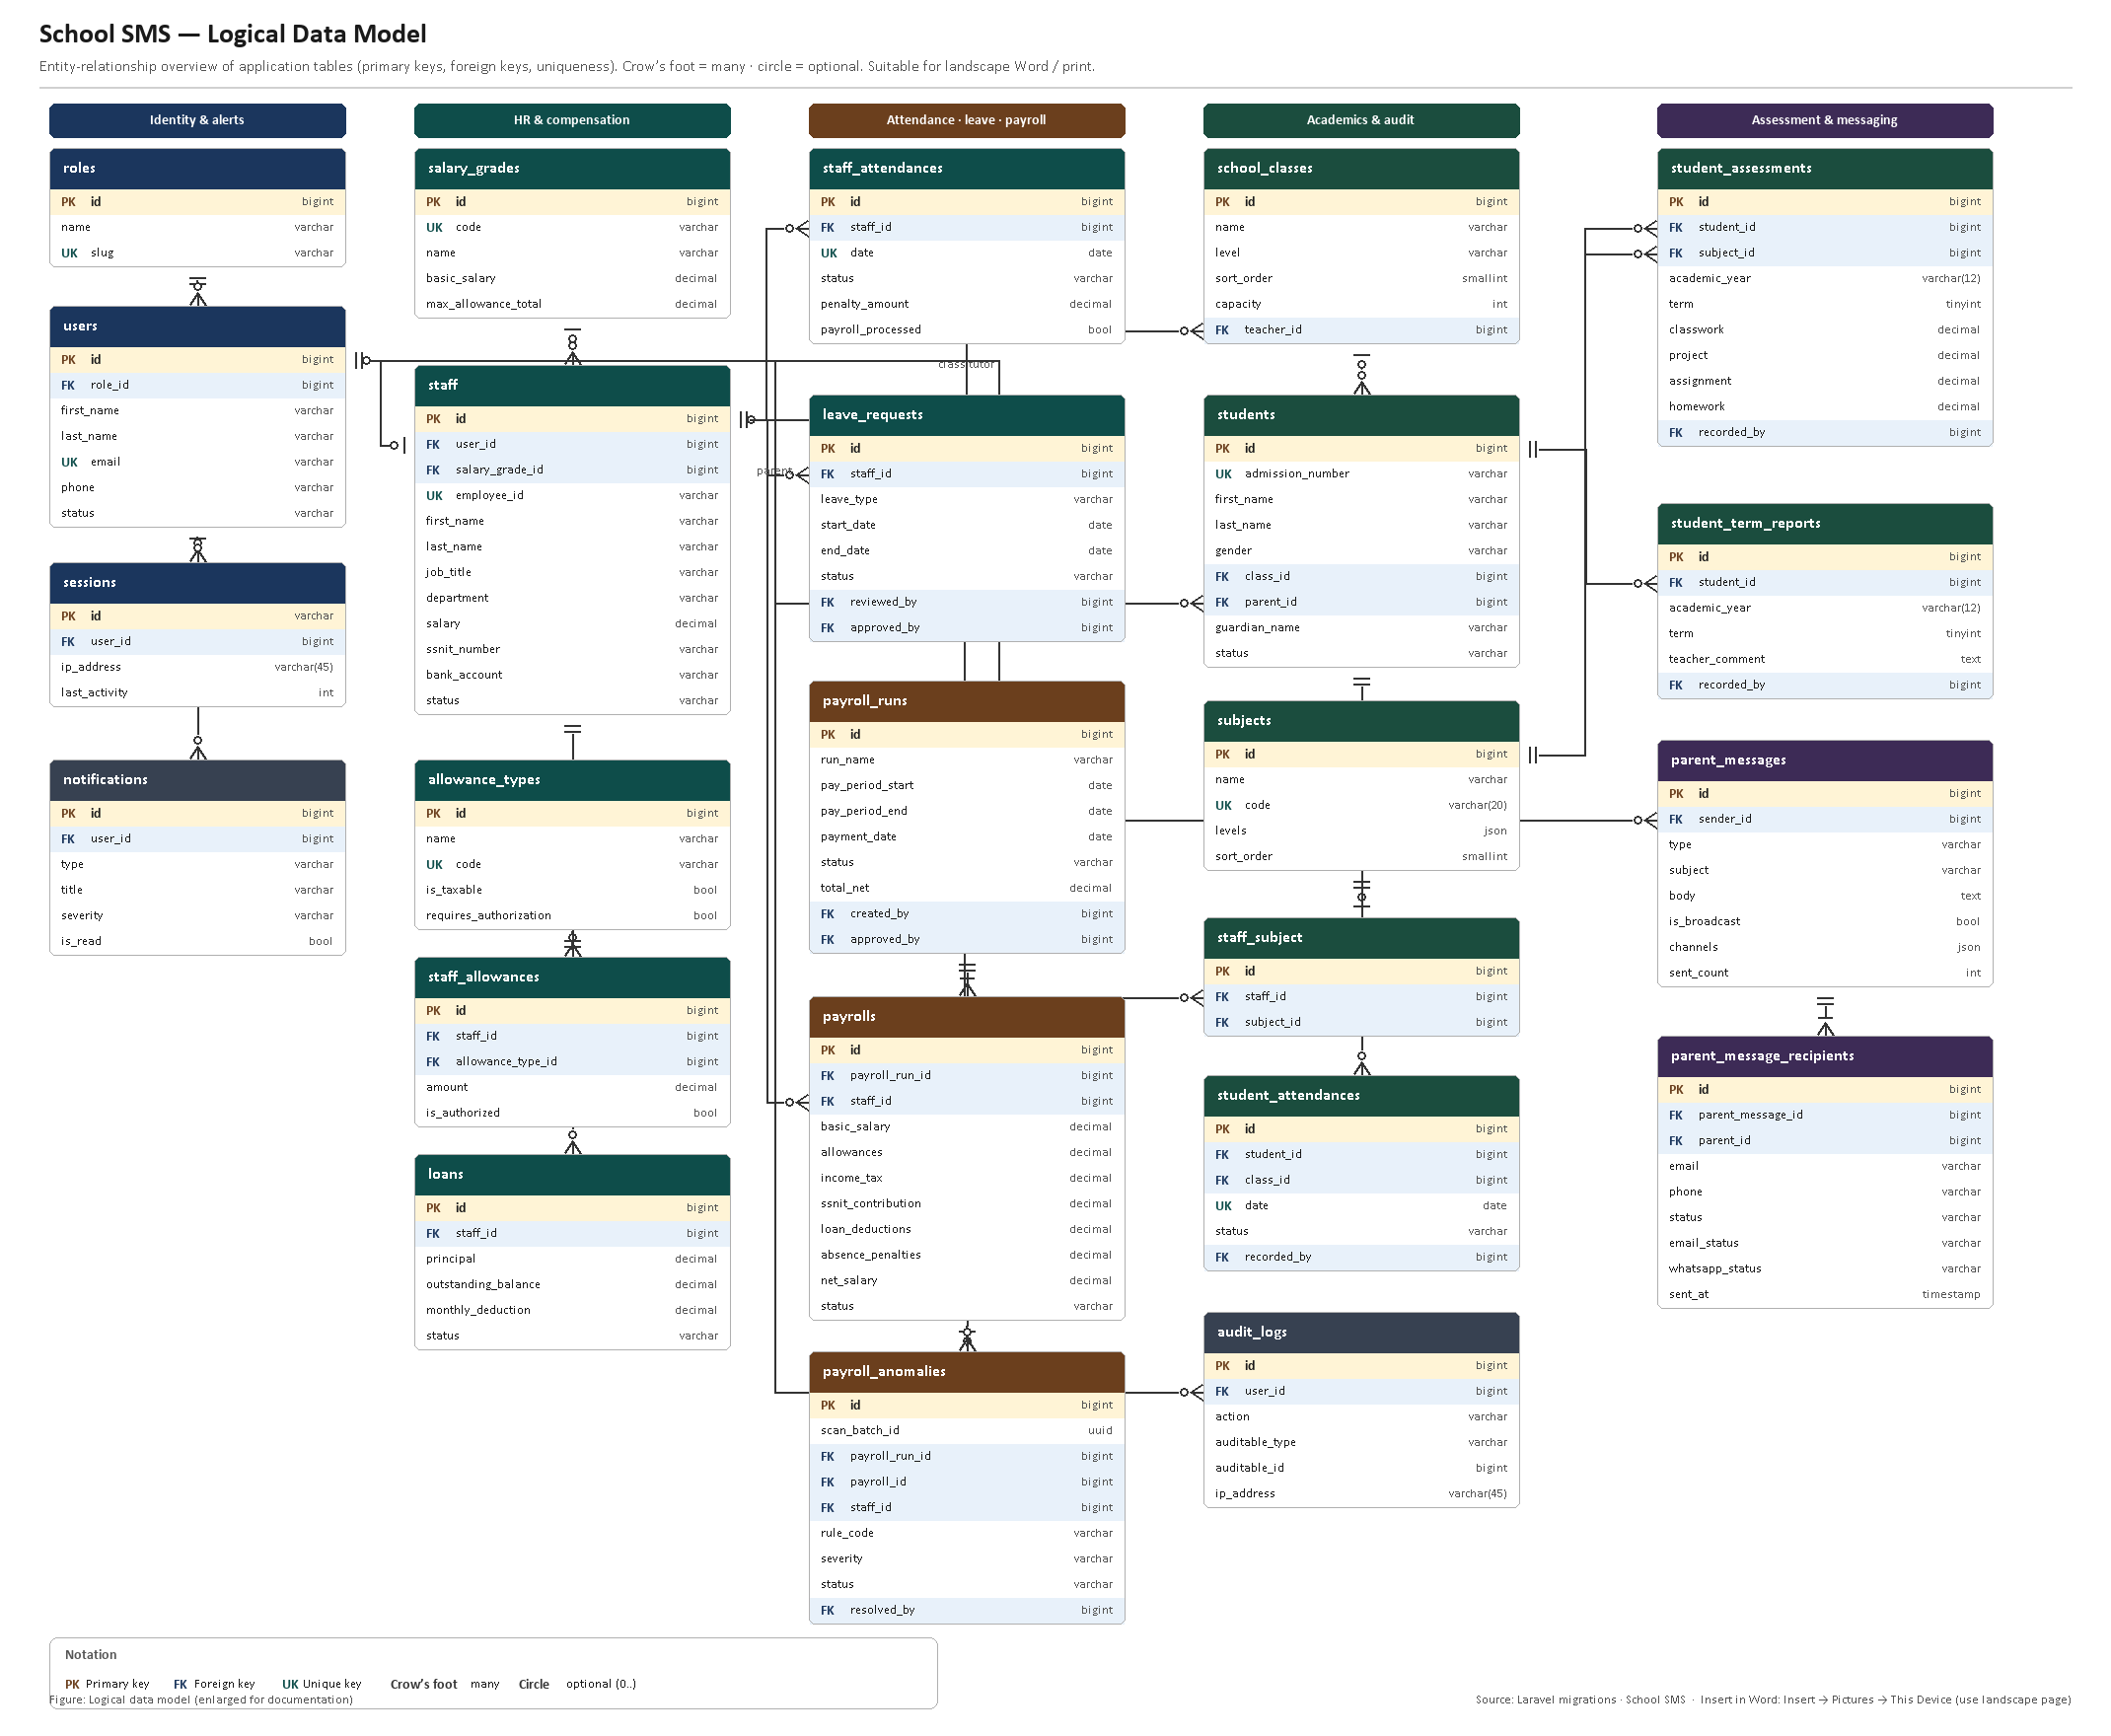 School SMS — Logical Data Model
Entity-relationship overview of application tables (primary keys, foreign keys, uniqueness). Crow's foot = many · circle = optional. Suitable for landscape Word / print.
Identity & alerts
roles
PK id bigint
name varchar
UK slug varchar
users
PK id bigint
FK role_id bigint
first_name varchar
last_name varchar
UK email varchar
phone varchar
status varchar
sessions
PK id varchar
FK user_id bigint
ip_address varchar(45)
last_activity int
notifications
PK id bigint
FK user_id bigint
type varchar
title varchar
severity varchar
is_read bool
HR & compensation
salary_grades
PK id bigint
UK code varchar
name varchar
basic_salary decimal
max_allowance_total decimal
staff
PK id bigint
FK user_id bigint
FK salary_grade_id bigint
UK employee_id varchar
first_name varchar
last_name varchar
job_title varchar
department varchar
salary decimal
ssnit_number varchar
bank_account varchar
status varchar
allowance_types
PK id bigint
name varchar
UK code varchar
is_taxable bool
requires_authorization bool
staff_allowances
PK id bigint
FK staff_id bigint
FK allowance_type_id bigint
amount decimal
is_authorized bool
loans
PK id bigint
FK staff_id bigint
principal decimal
outstanding_balance decimal
monthly_deduction decimal
status varchar
Attendance · leave · payroll
staff_attendances
PK id bigint
FK staff_id bigint
UK date date
status varchar
penalty_amount decimal
payroll_processed bool
class tutor
leave_requests
PK id bigint
parent
FK staff_id bigint
leave_type varchar
start_date date
end_date date
status varchar
FK reviewed_by bigint
FK approved_by bigint
payroll_runs
PK id bigint
run_name varchar
pay_period_start date
pay_period_end date
payment_date date
status varchar
total_net decimal
FK created_by bigint
FK approved_by bigint
payrolls
PK id bigint
FK payroll_run_id bigint
FK staff_id bigint
basic_salary decimal
allowances decimal
income_tax decimal
ssnit_contribution decimal
loan_deductions decimal
absence_penalties decimal
net_salary decimal
status varchar
payroll_anomalies
PK id bigint
scan_batch_id uuid
FK payroll_run_id bigint
FK payroll_id bigint
FK staff_id bigint
rule_code varchar
severity varchar
status varchar
FK resolved_by bigint
Academics & audit
school_classes
PK id bigint
name varchar
level varchar
sort_order smallint
capacity int
FK teacher_id bigint
students
PK id bigint
UK admission_number varchar
first_name varchar
last_name varchar
gender varchar
FK class_id bigint
FK parent_id bigint
guardian_name varchar
status varchar
subjects
PK id bigint
name varchar
UK code varchar(20)
levels json
sort_order smallint
staff_subject
PK id bigint
FK staff_id bigint
FK subject_id bigint
student_attendances
PK id bigint
FK student_id bigint
FK class_id bigint
UK date date
status varchar
FK recorded_by bigint
audit_logs
PK id bigint
FK user_id bigint
action varchar
auditable_type varchar
auditable_id bigint
ip_address varchar(45)
Assessment & messaging
student_assessments
PK id bigint
FK student_id bigint
FK subject_id bigint
academic_year varchar(12)
term tinyint
classwork decimal
project decimal
assignment decimal
homework decimal
FK recorded_by bigint
student_term_reports
PK id bigint
FK student_id bigint
academic_year varchar(12)
term tinyint
teacher_comment text
FK recorded_by bigint
parent_messages
PK id bigint
FK sender_id bigint
type varchar
subject varchar
body text
is_broadcast bool
channels json
sent_count int
parent_message_recipients
PK id bigint
FK parent_message_id bigint
FK parent_id bigint
email varchar
phone varchar
status varchar
email_status varchar
whatsapp_status varchar
sent_at timestamp
Notation
PK Primary key FK Foreign key UK Unique key Crow's foot many Circle optional (0..)
Figure: Logical data model (enlarged for documentation)
Source: Laravel migrations · School SMS · Insert in Word: Insert → Pictures → This Device (use landscape page)